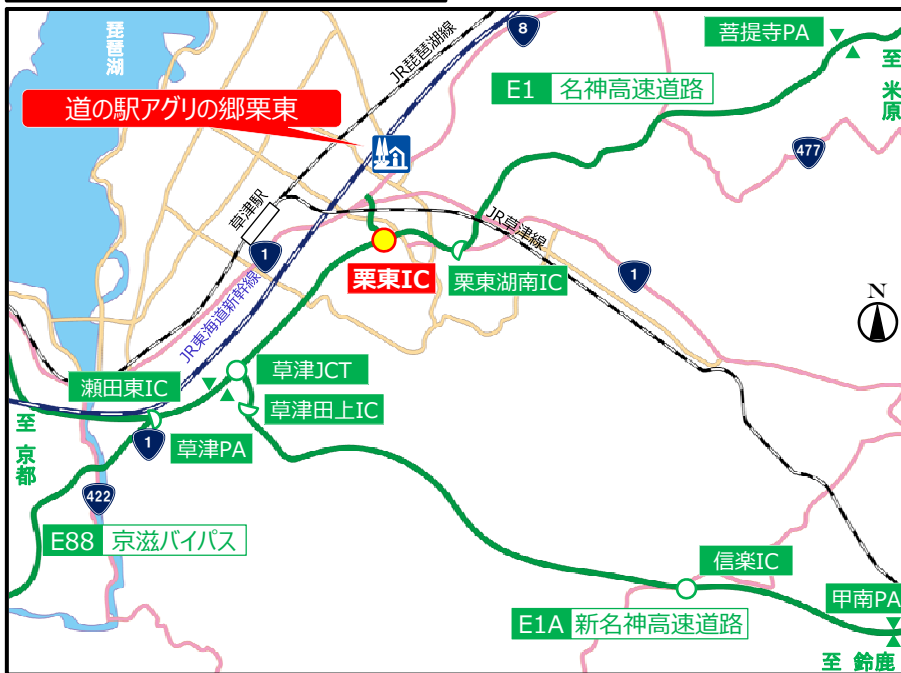 琵琶湖
道の駅アグリの郷栗東
JR琵琶湖線
8
菩提寺PA
至 米原
E1 名神高速道路
477
草津駅
1
JR東海道新幹線
栗東IC
JR草津線
栗東湖南IC
1
N
瀬田東IC
草津JCT
草津田上IC
至 京都
1
草津PA
422
E88 京滋バイパス
信楽IC
甲南PA
E1A 新名神高速道路
至 鈴鹿